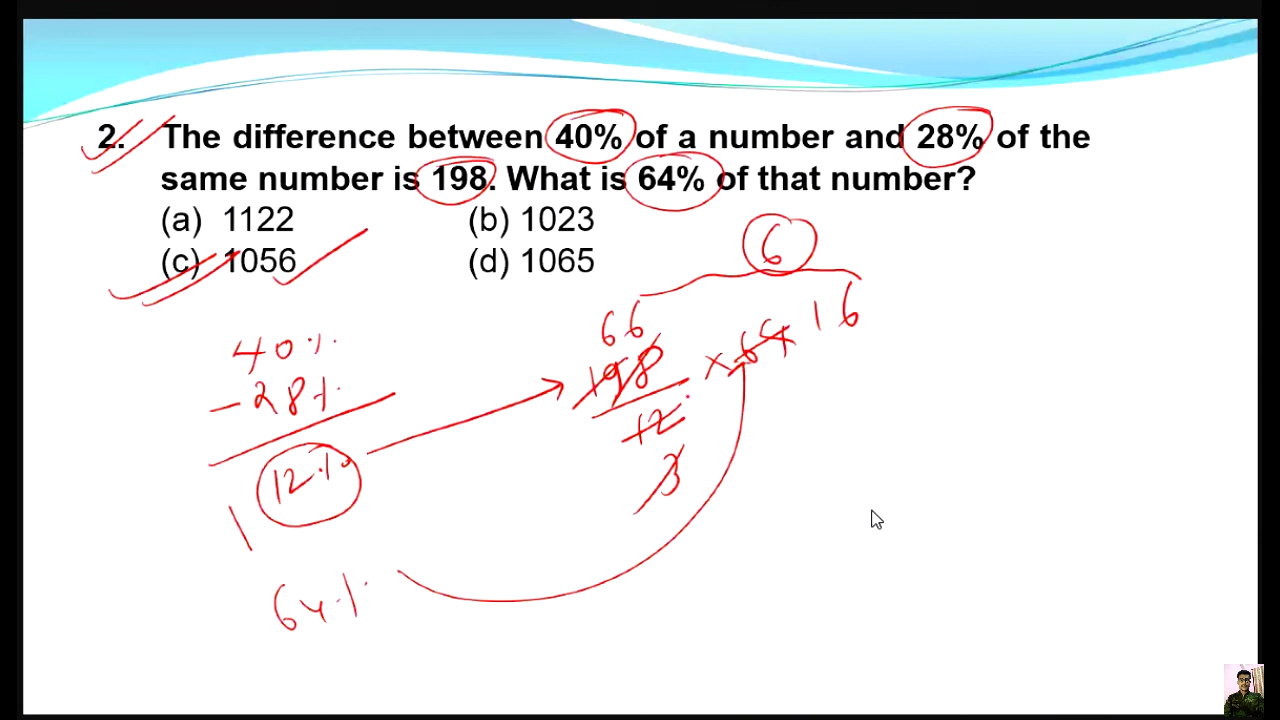 2. The difference between 40% of a number and 28% of the
same number is 198. What is 64% of that number?
(a) 1122 (b) 1023
(c) 1056 (d) 1065
6
66 16
198 × 64
12
3
40%
- 28%
12%
64%